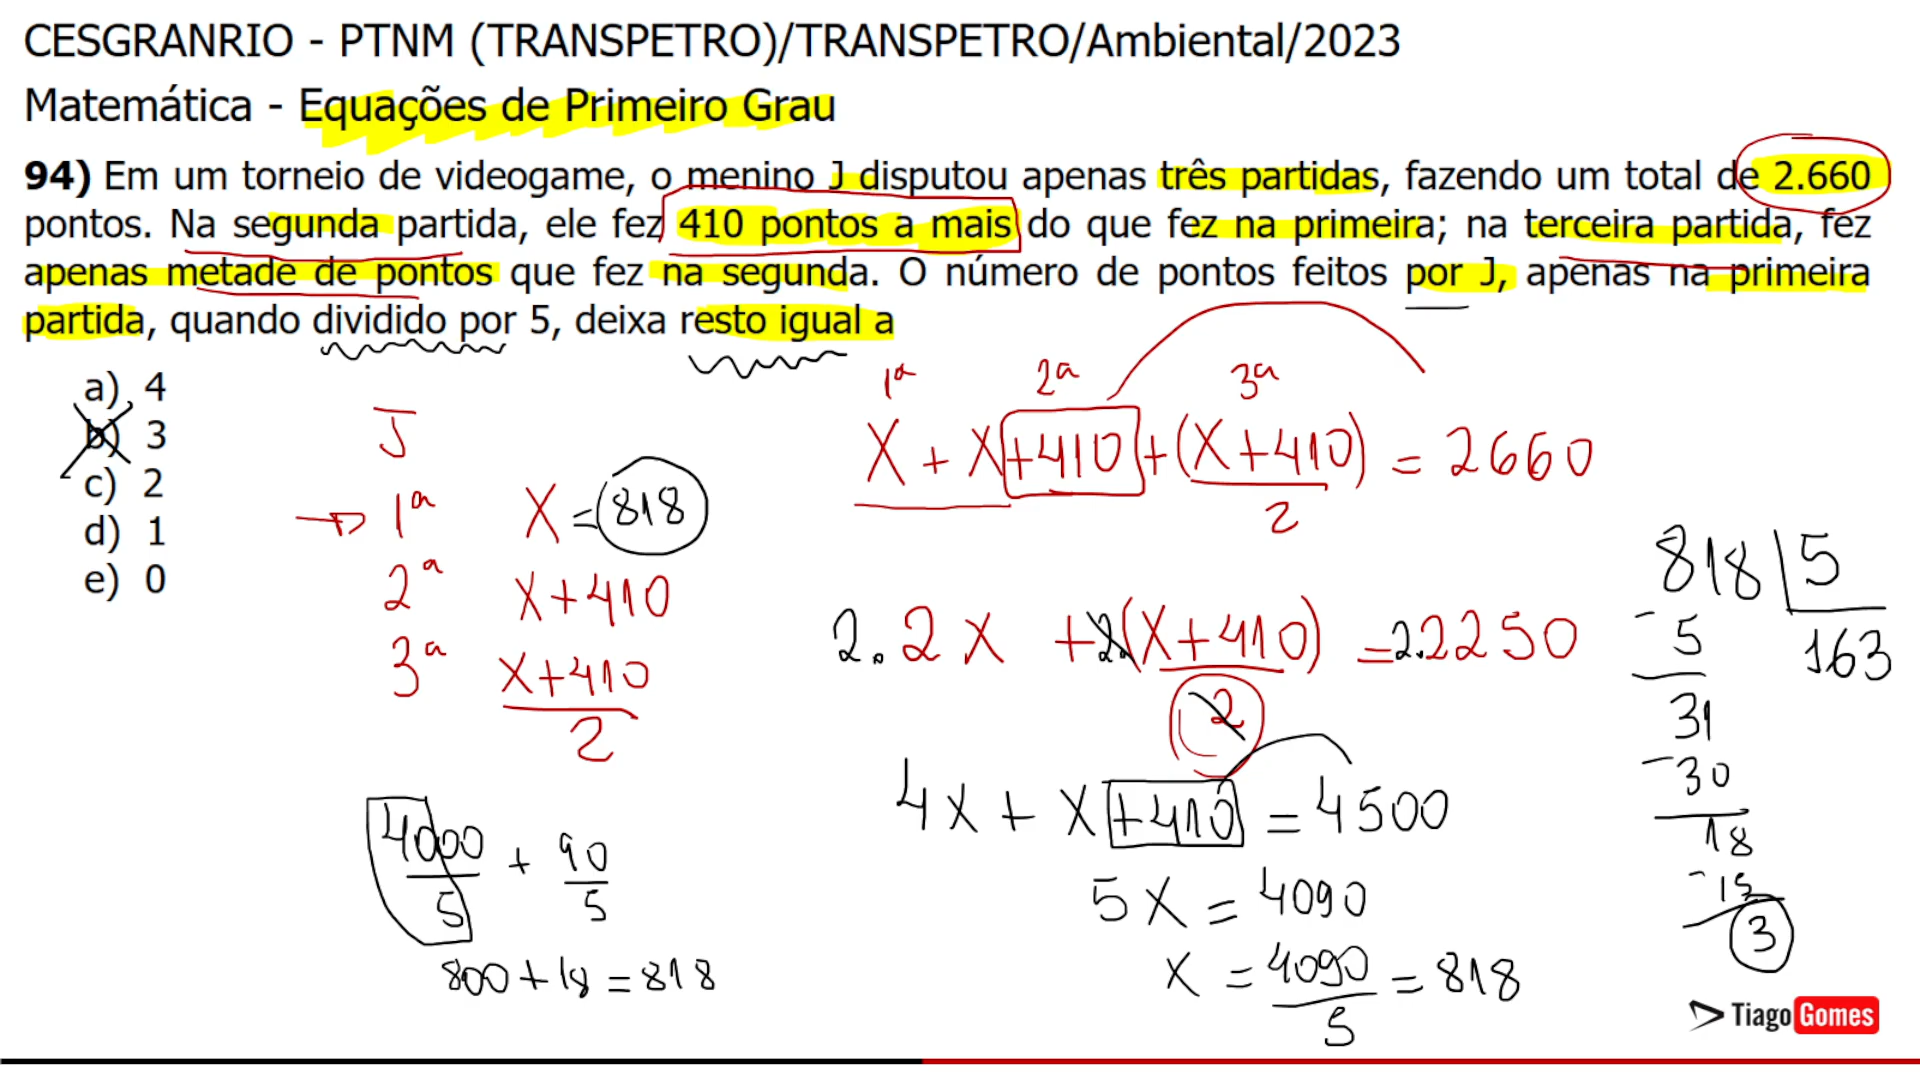 CESGRANRIO - PTNM (TRANSPETRO)/TRANSPETRO/Ambiental/2023
Matemática - Equações de Primeiro Grau
94) Em um torneio de videogame, o menino J disputou apenas três partidas, fazendo um total de 2.660
pontos. Na segunda partida, ele fez 410 pontos a mais do que fez na primeira; na terceira partida, fez
apenas metade de pontos que fez na segunda. O número de pontos feitos por J, apenas na primeira
partida, quando dividido por 5, deixa resto igual a
a) 4
b) 3
c) 2
d) 1
e) 0
J
1ª X = 818
2ª X+410
3ª X+410
2
4000/5 + 90/5
800 + 18 = 818
1ª 2ª 3ª
X + X + 410 + (X+410) = 2660
2
2. 2X + 2.(X+410) = 2.2250
2
4X + X + 410 = 4500
5X = 4090
X = 4090/5 = 818
818 | 5
- 5 163
31
- 30
18
- 15
3
Tiago Gomes